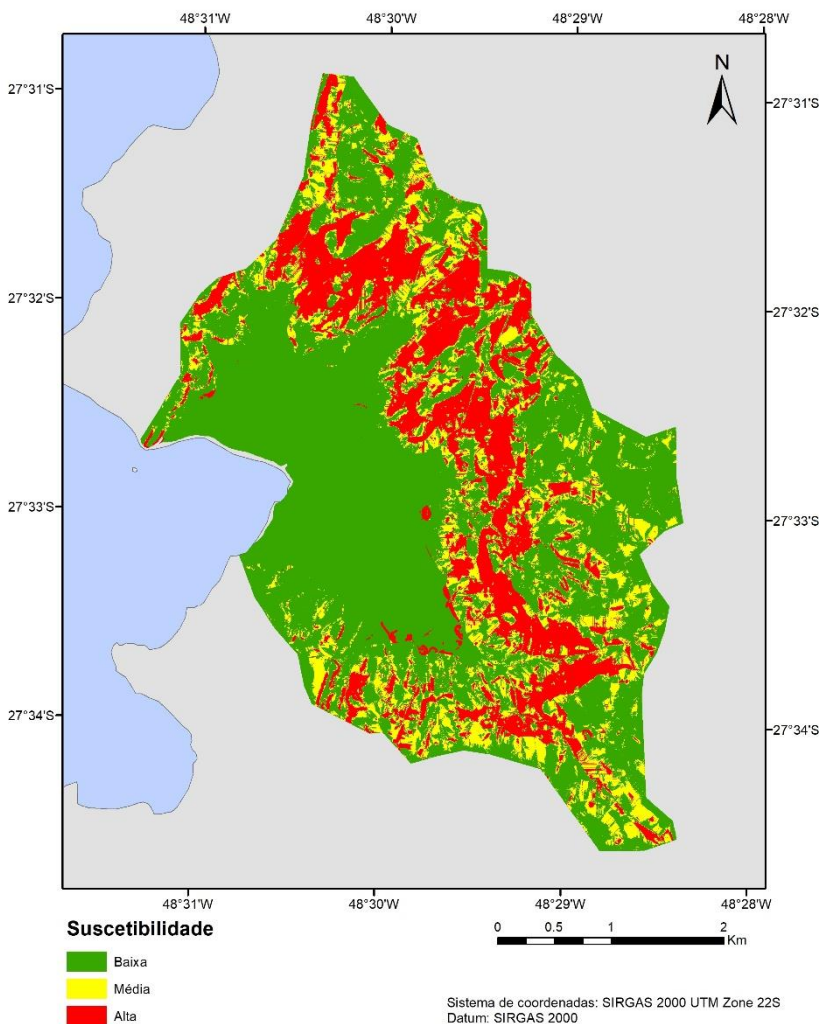 48°31'W 48°30'W 48°29'W 48°28'W
N
27°31'S 27°31'S
27°32'S 27°32'S
27°33'S 27°33'S
27°34'S 27°34'S
48°31'W 48°30'W 48°29'W 48°28'W
Suscetibilidade
Baixa
Média
Alta
0 0.5 1 2
Km
Sistema de coordenadas: SIRGAS 2000 UTM Zone 22S
Datum: SIRGAS 2000